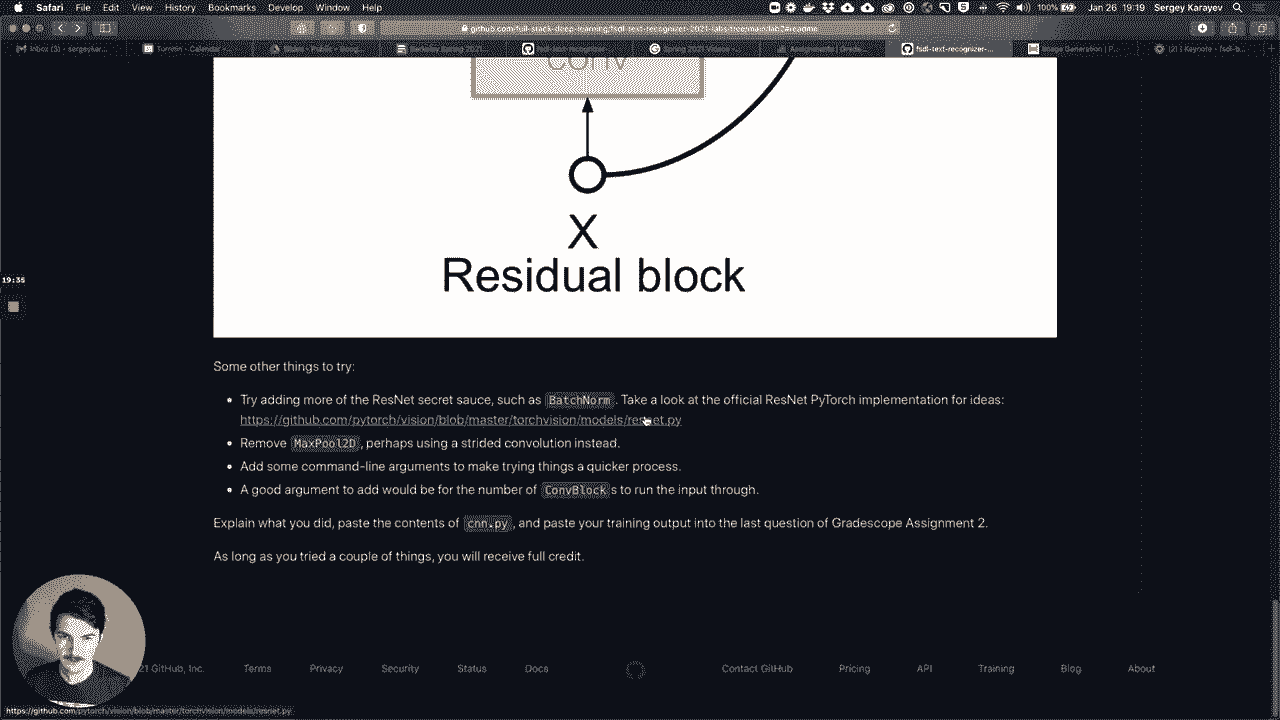 Safari File Edit View History Bookmarks Develop Window Help 100% Jan 26 19:19 Sergey Karayev
github.com/full-stack-deep-learning/fsdl-text-recognizer-2021-labs/tree/main/lab2#readme
Inbox (3) – sergeykar... fsdl-text-recognizer-... Image Generation | P...
conv
X
Residual block
19:35
Some other things to try:
• Try adding more of the ResNet secret sauce, such as BatchNorm. Take a look at the official ResNet PyTorch implementation for ideas:
https://github.com/pytorch/vision/blob/master/torchvision/models/resnet.py
• Remove MaxPool2D, perhaps using a strided convolution instead.
• Add some command-line arguments to make trying things a quicker process.
• A good argument to add would be for the number of ConvBlocks to run the input through.
Explain what you did, paste the contents of cnn.py, and paste your training output into the last question of Gradescope Assignment 2.
As long as you tried a couple of things, you will receive full credit.
21 GitHub, Inc. Terms Privacy Security Status Docs Contact GitHub Pricing API Training Blog About
https://github.com/pytorch/vision/blob/master/torchvision/models/resnet.py